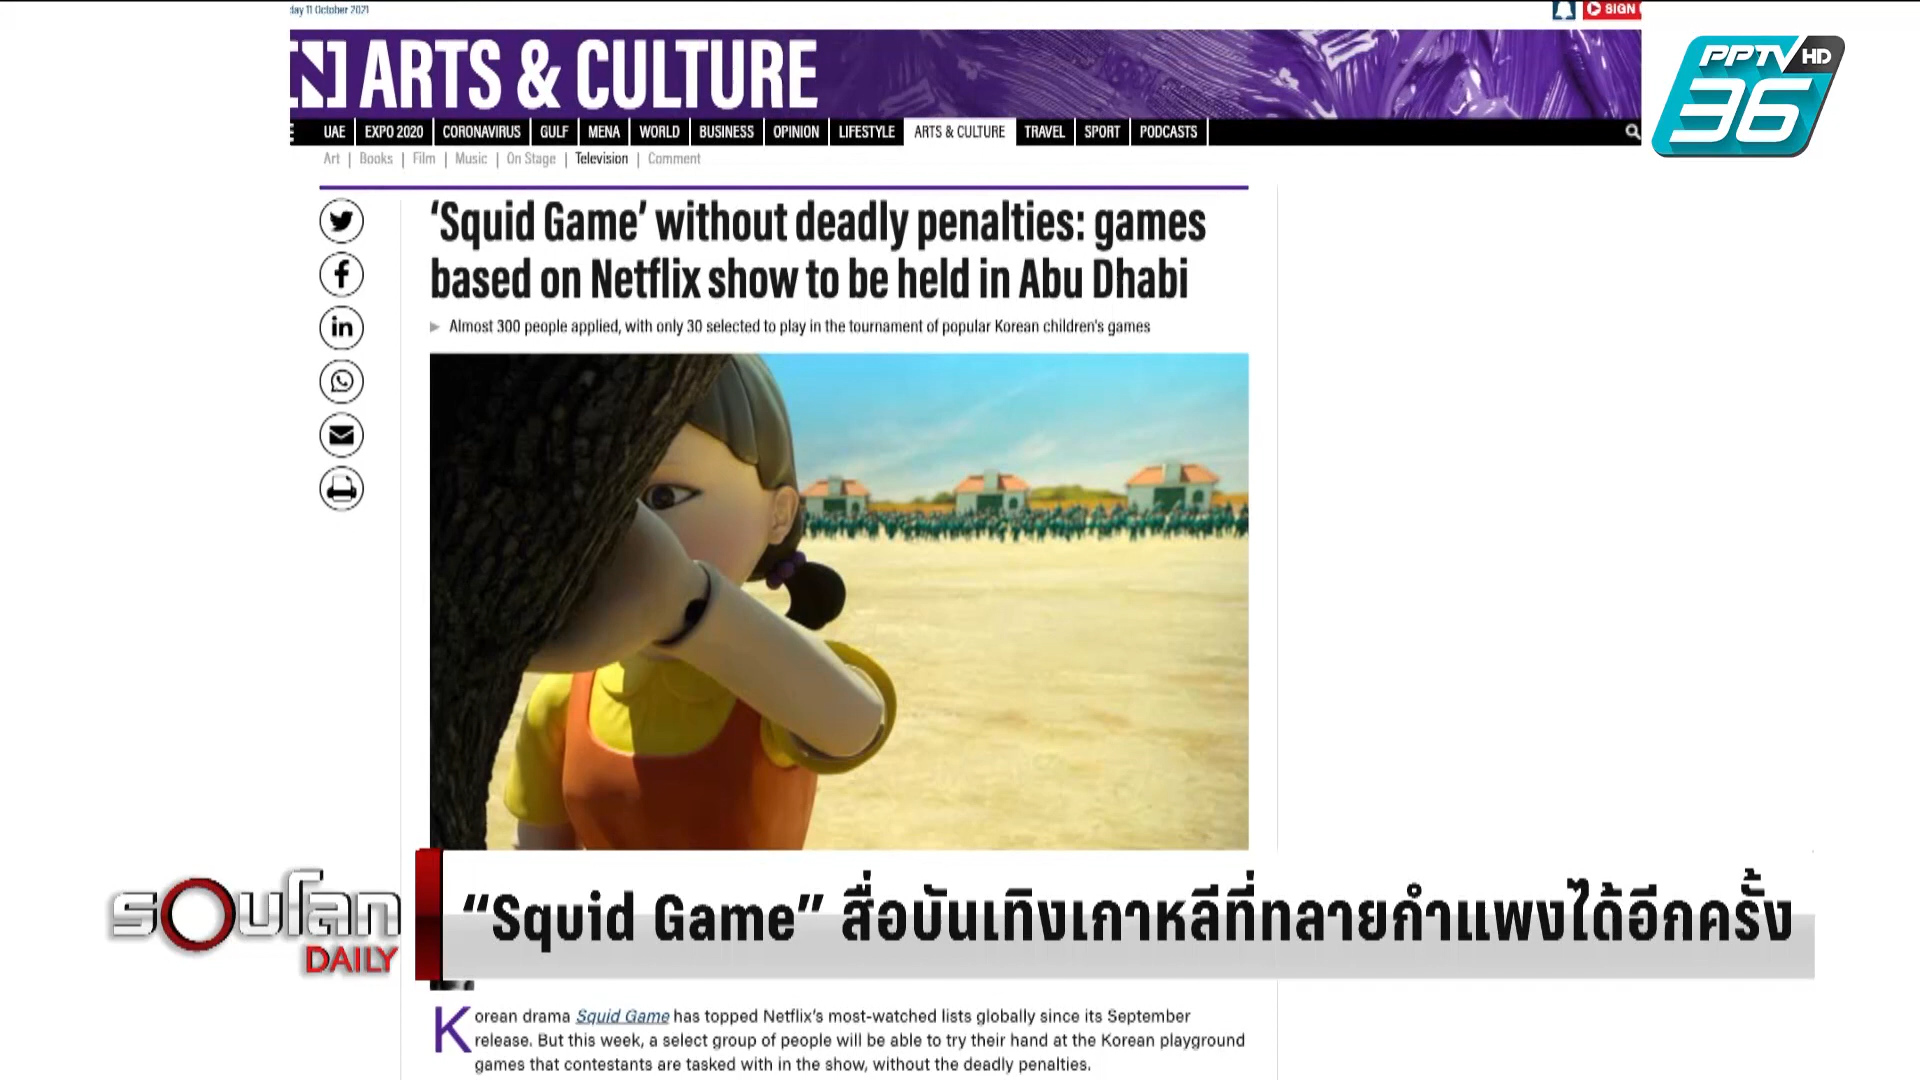 day 11 October 2021
SIGN
N ARTS & CULTURE
PPTV HD
36
UAE EXPO 2020 CORONAVIRUS GULF MENA WORLD BUSINESS OPINION LIFESTYLE ARTS & CULTURE TRAVEL SPORT PODCASTS
Art | Books | Film | Music | On Stage | Television | Comment
‘Squid Game’ without deadly penalties: games
based on Netflix show to be held in Abu Dhabi
Almost 300 people applied, with only 30 selected to play in the tournament of popular Korean children's games
รอบโลก
DAILY
“Squid Game” สื่อบันเทิงเกาหลีที่ทลายกำแพงได้อีกครั้ง
Korean drama Squid Game has topped Netflix's most-watched lists globally since its September
release. But this week, a select group of people will be able to try their hand at the Korean playground
games that contestants are tasked with in the show, without the deadly penalties.